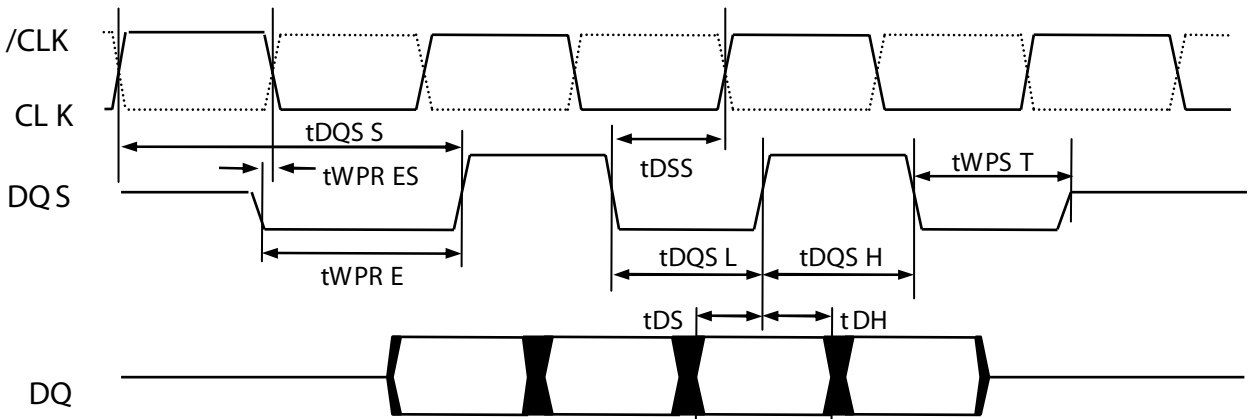 /CLK
CL K
tDQS S
tWPR ES
tDSS
tWPS T
DQ S
tWPR E
tDQS L
tDQS H
tDS
t DH
DQ